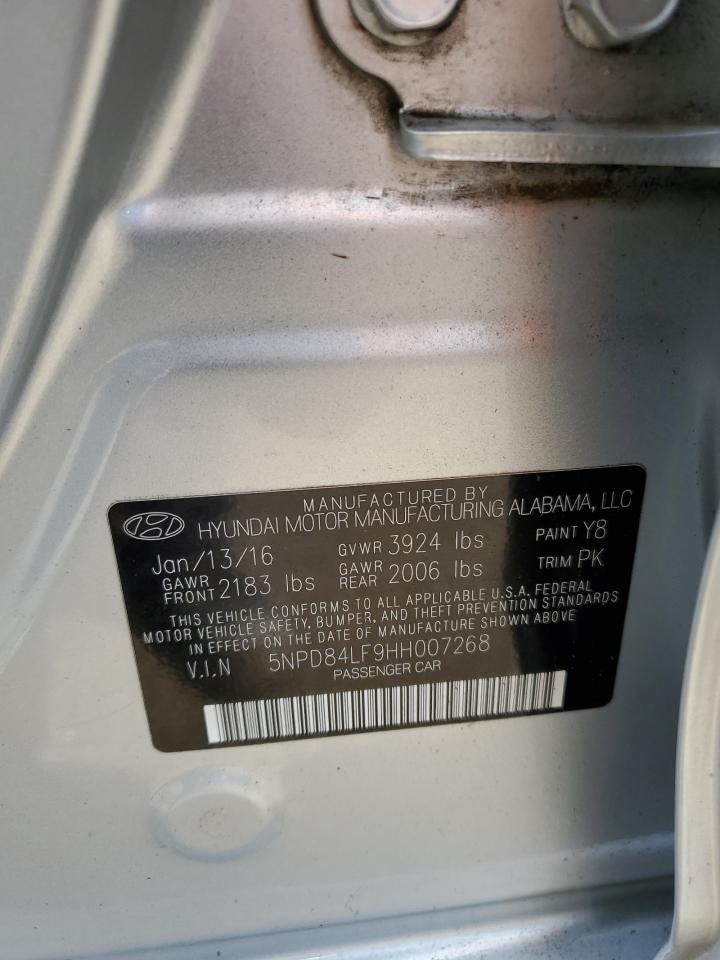 MANUFACTURED BY
HYUNDAI MOTOR MANUFACTURING ALABAMA, LLC
Jan/13/16 GVWR 3924 lbs PAINT Y8
GAWR FRONT 2183 lbs GAWR REAR 2006 lbs TRIM PK
THIS VEHICLE CONFORMS TO ALL APPLICABLE U.S.A. FEDERAL
MOTOR VEHICLE SAFETY, BUMPER, AND THEFT PREVENTION STANDARDS
IN EFFECT ON THE DATE OF MANUFACTURE SHOWN ABOVE
V.I.N 5NPD84LF9HH007268
PASSENGER CAR